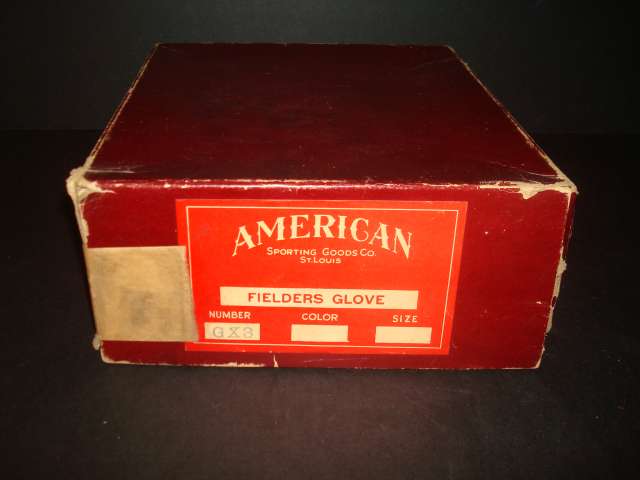 AMERICAN
SPORTING GOODS CO.
ST. LOUIS
FIELDERS GLOVE
NUMBER COLOR SIZE
GX3